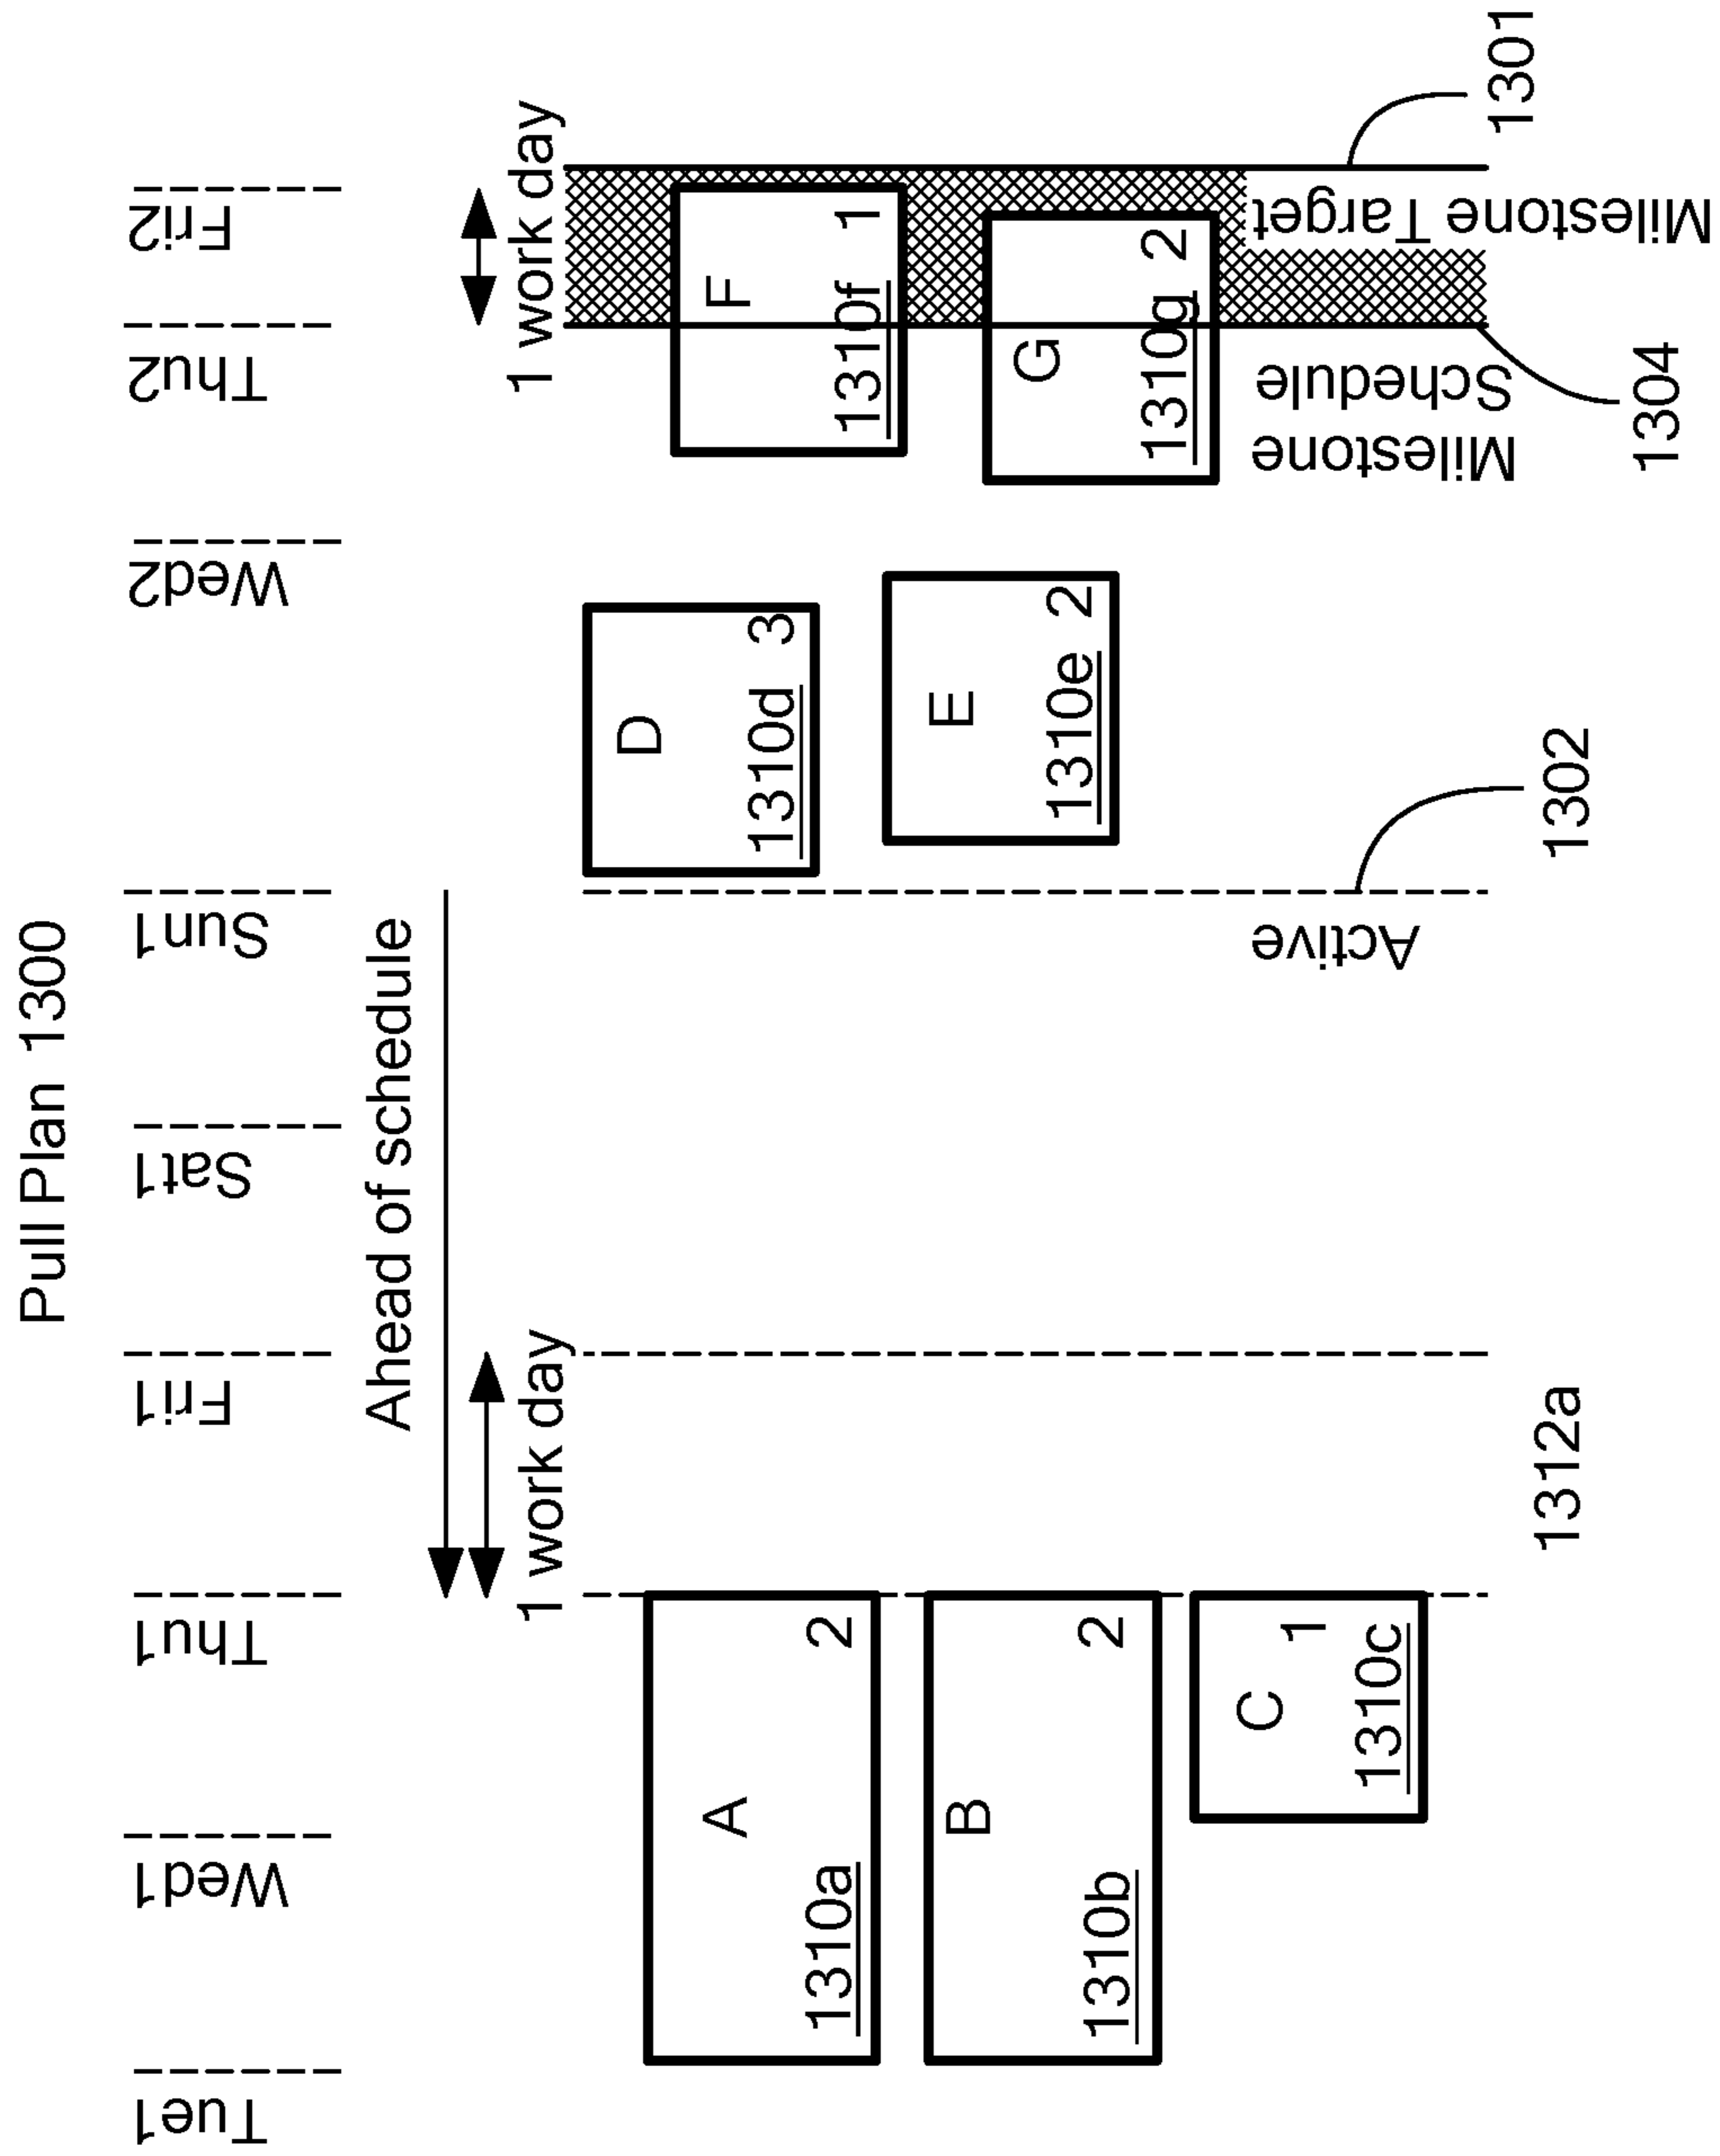 Pull Plan 1300
Tue1
Wed1
Thu1
Fri1
Sat1
Sun1
Wed2
Thu2
Fri2
Ahead of schedule
1 work day
1 work day
A
1310a
2
B
1310b
2
C
1
1310c
D
1310d 3
E
1310e 2
F
1310f 1
G
1310g 2
Active
Milestone
Schedule
Milestone Target
1312a
1302
1304
1301